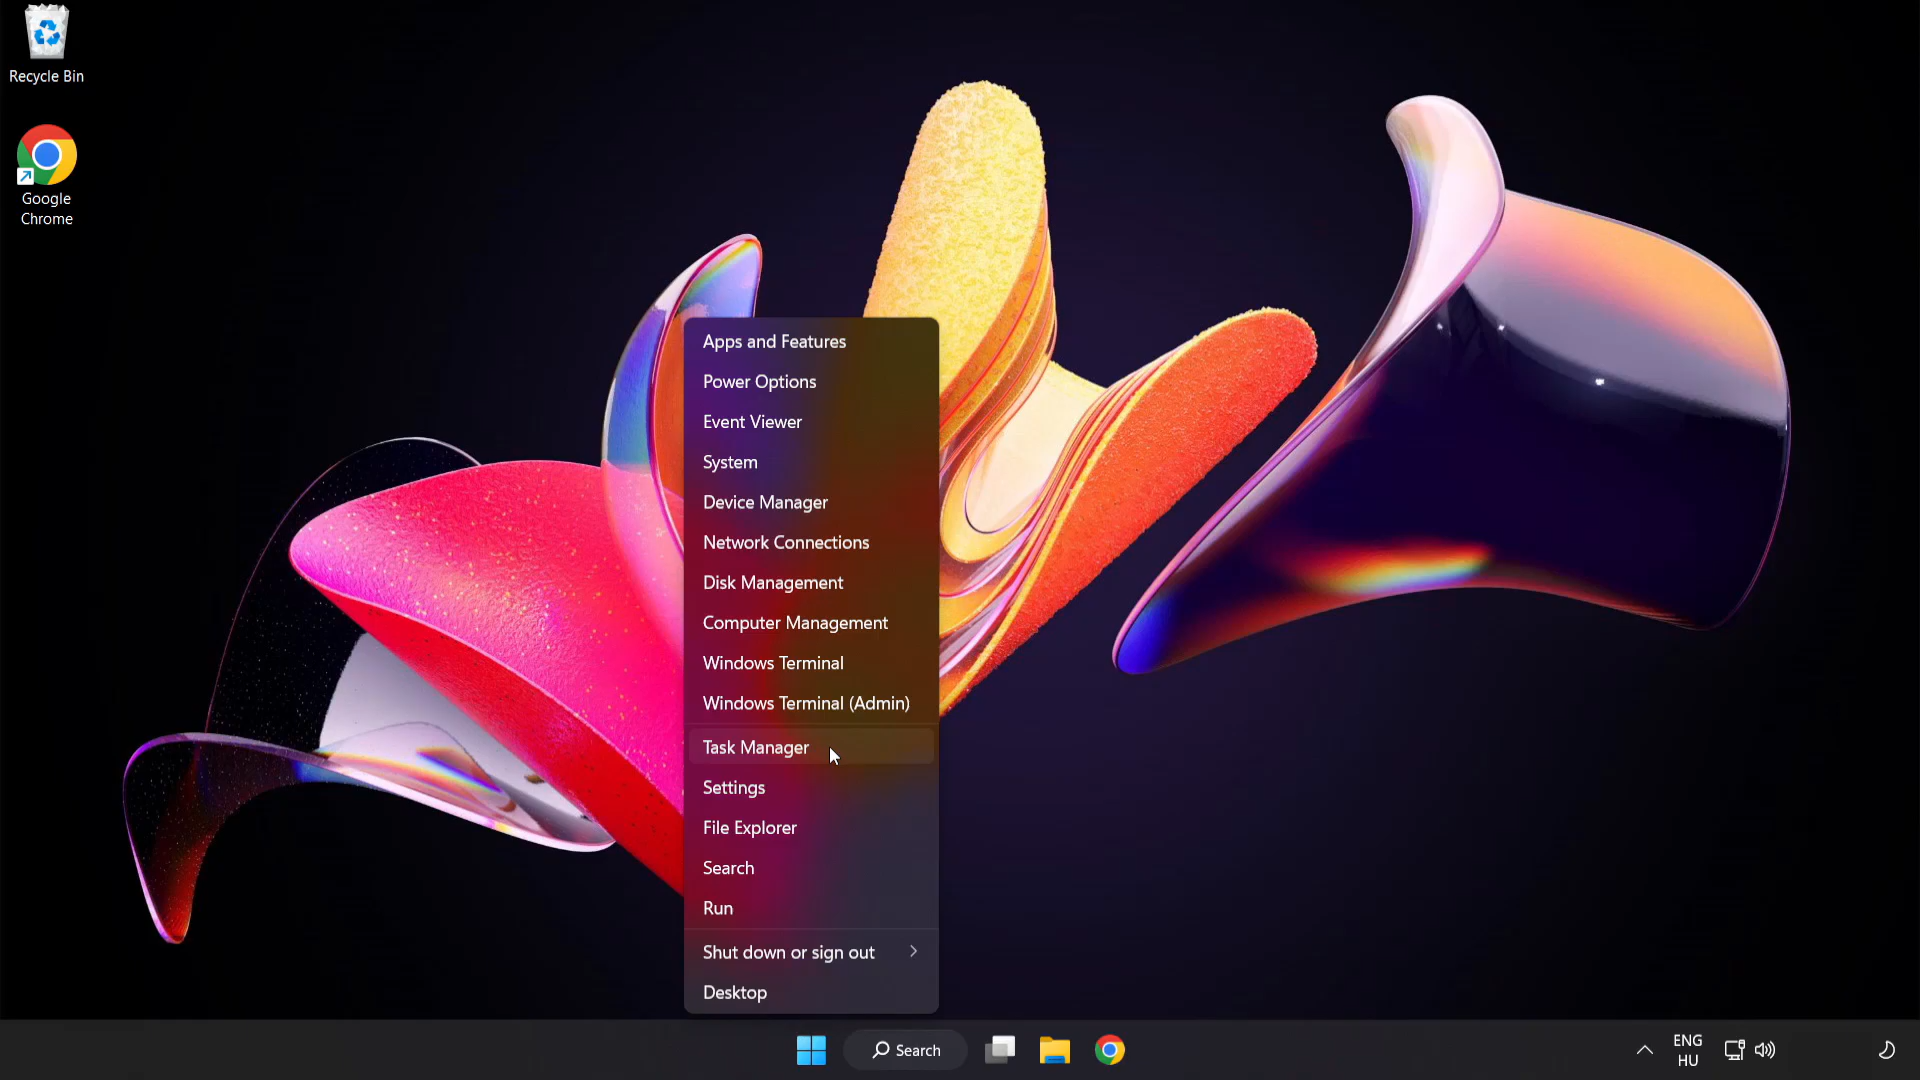 Recycle Bin
Google
Chrome
Apps and Features
Power Options
Event Viewer
System
Device Manager
Network Connections
Disk Management
Computer Management
Windows Terminal
Windows Terminal (Admin)
Task Manager
Settings
File Explorer
Search
Run
Shut down or sign out
Desktop
Search
ENG
HU